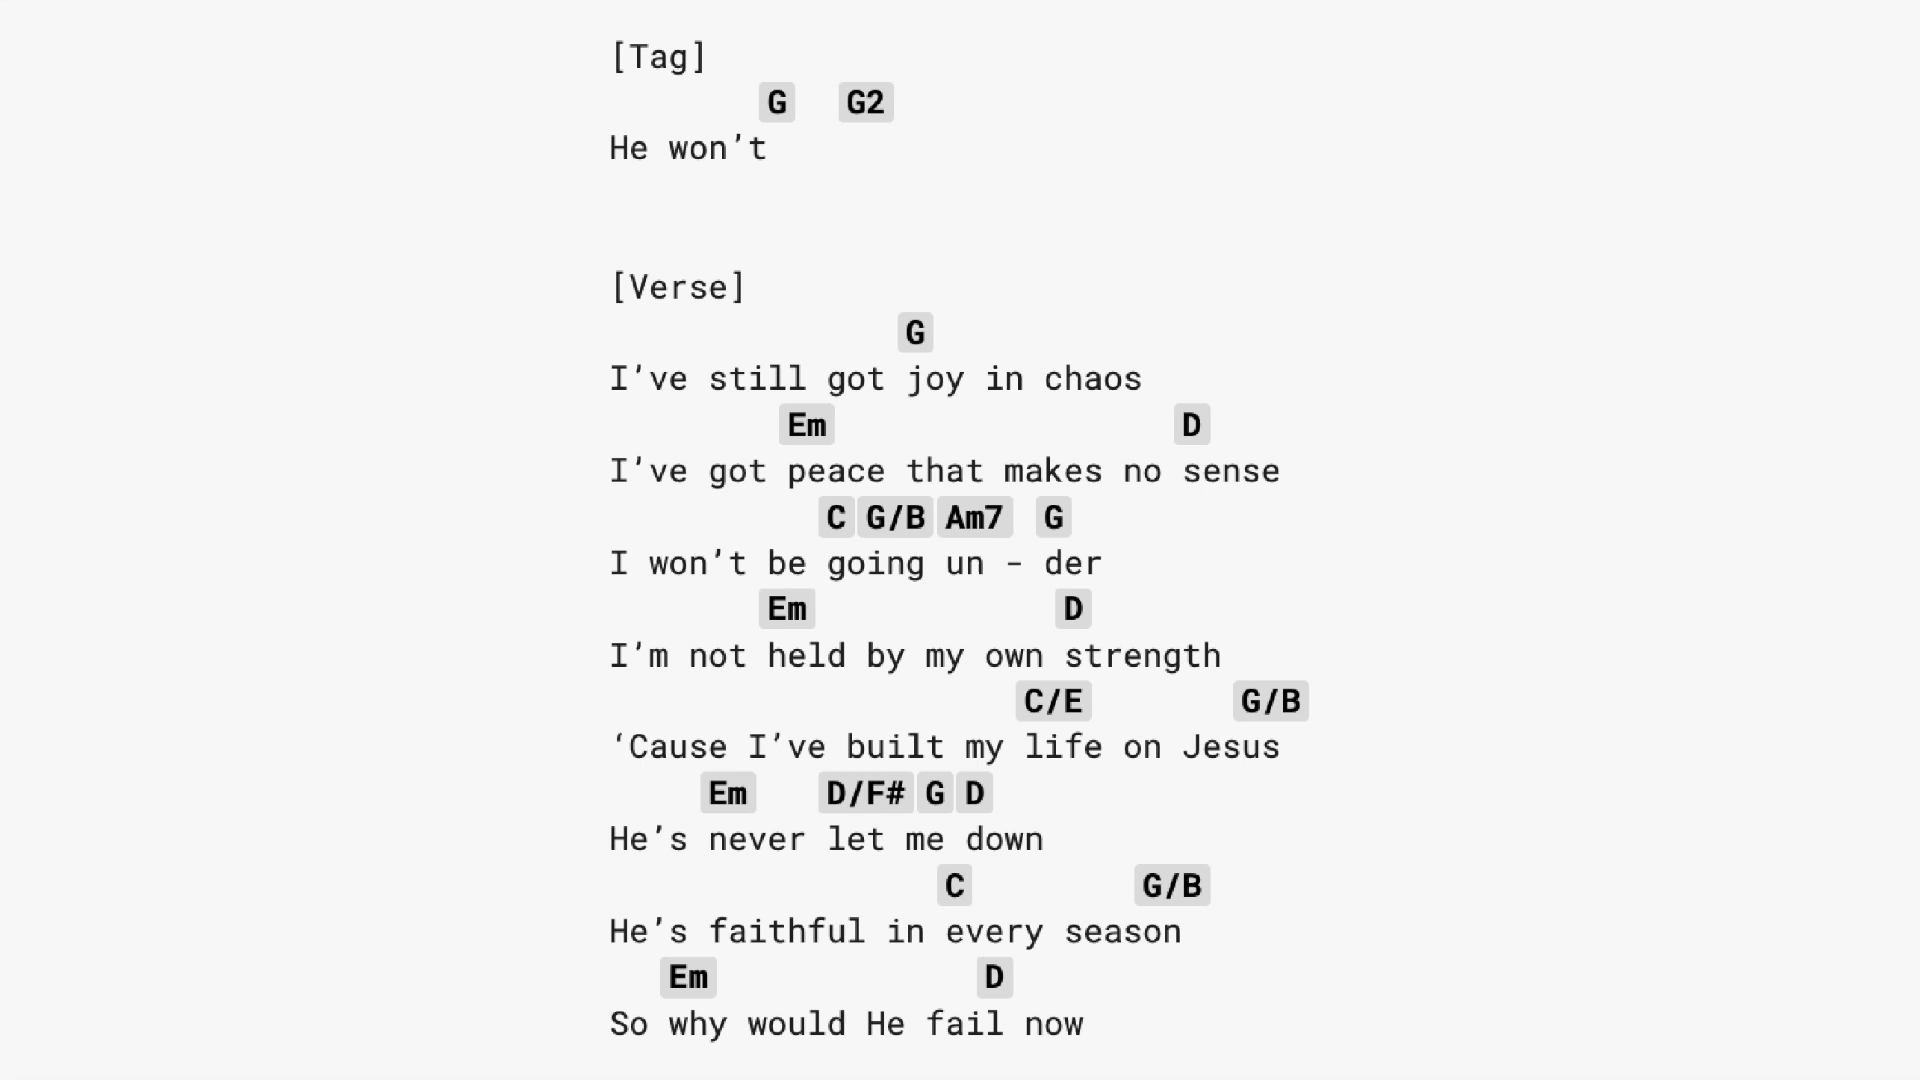 [Tag]
G G2
He won’t
[Verse]
G
I’ve still got joy in chaos
Em D
I’ve got peace that makes no sense
C G/B Am7 G
I won’t be going un - der
Em D
I’m not held by my own strength
C/E G/B
‘Cause I’ve built my life on Jesus
Em D/F# G D
He’s never let me down
C G/B
He’s faithful in every season
Em D
So why would He fail now